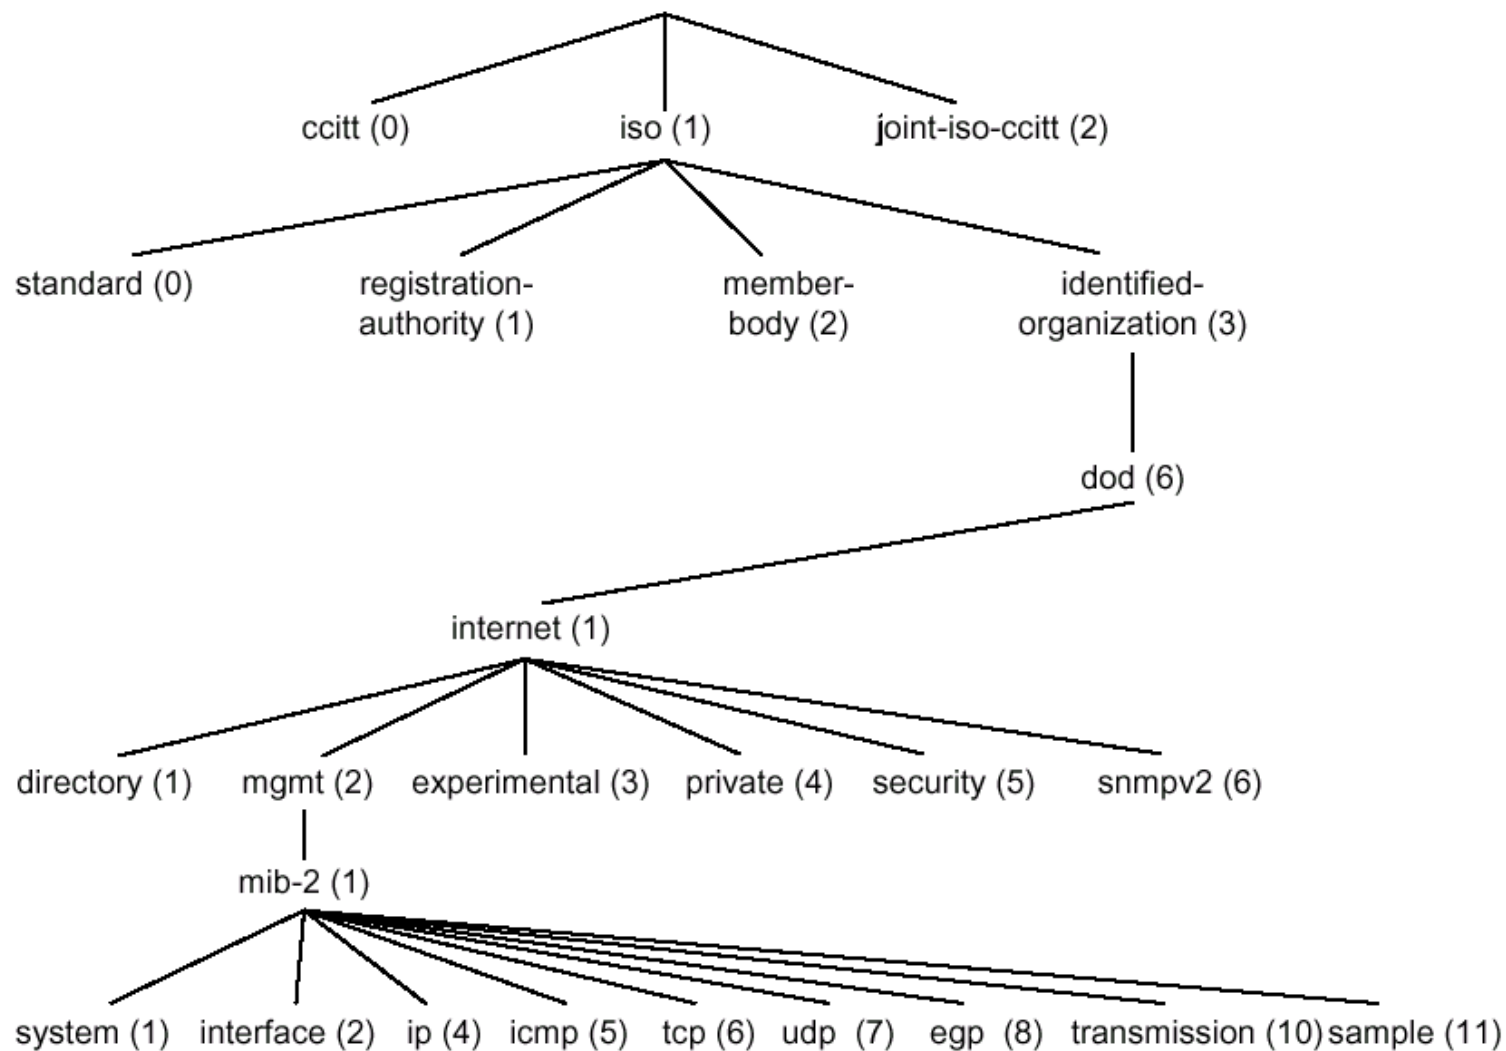 ccitt (0) iso (1) joint-iso-ccitt (2)
standard (0) registration- member- identified-
authority (1) body (2) organization (3)
dod (6)
internet (1)
directory (1) mgmt (2) experimental (3) private (4) security (5) snmpv2 (6)
mib-2 (1)
system (1) interface (2) ip (4) icmp (5) tcp (6) udp (7) egp (8) transmission (10) sample (11)